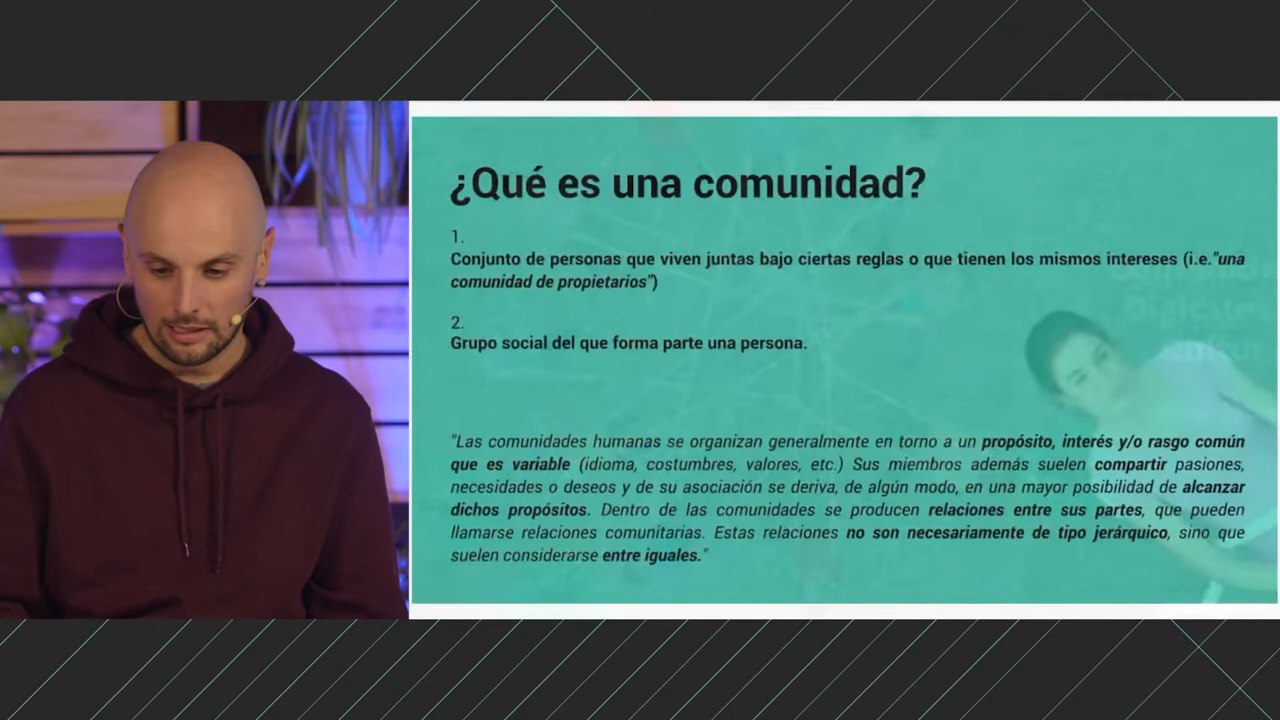 ¿Qué es una comunidad?
1.
Conjunto de personas que viven juntas bajo ciertas reglas o que tienen los mismos intereses (i.e."una
comunidad de propietarios")
2.
Grupo social del que forma parte una persona.
"Las comunidades humanas se organizan generalmente en torno a un propósito, interés y/o rasgo común
que es variable (idioma, costumbres, valores, etc.) Sus miembros además suelen compartir pasiones,
necesidades o deseos y de su asociación se deriva, de algún modo, en una mayor posibilidad de alcanzar
dichos propósitos. Dentro de las comunidades se producen relaciones entre sus partes, que pueden
llamarse relaciones comunitarias. Estas relaciones no son necesariamente de tipo jerárquico, sino que
suelen considerarse entre iguales."